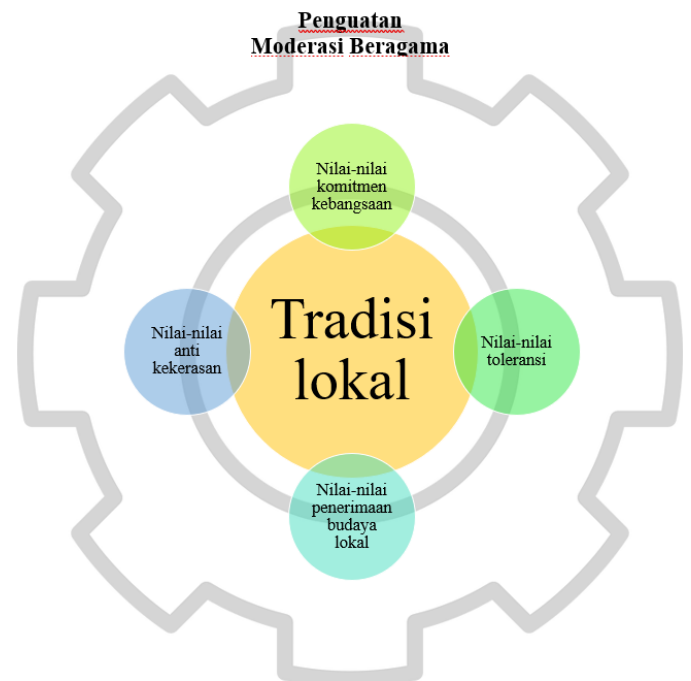 Penguatan
Moderasi Beragama
Nilai-nilai
komitmen
kebangsaan
Tradisi
lokal
Nilai-nilai
anti
kekerasan
Nilai-nilai
toleransi
Nilai-nilai
penerimaan
budaya
lokal